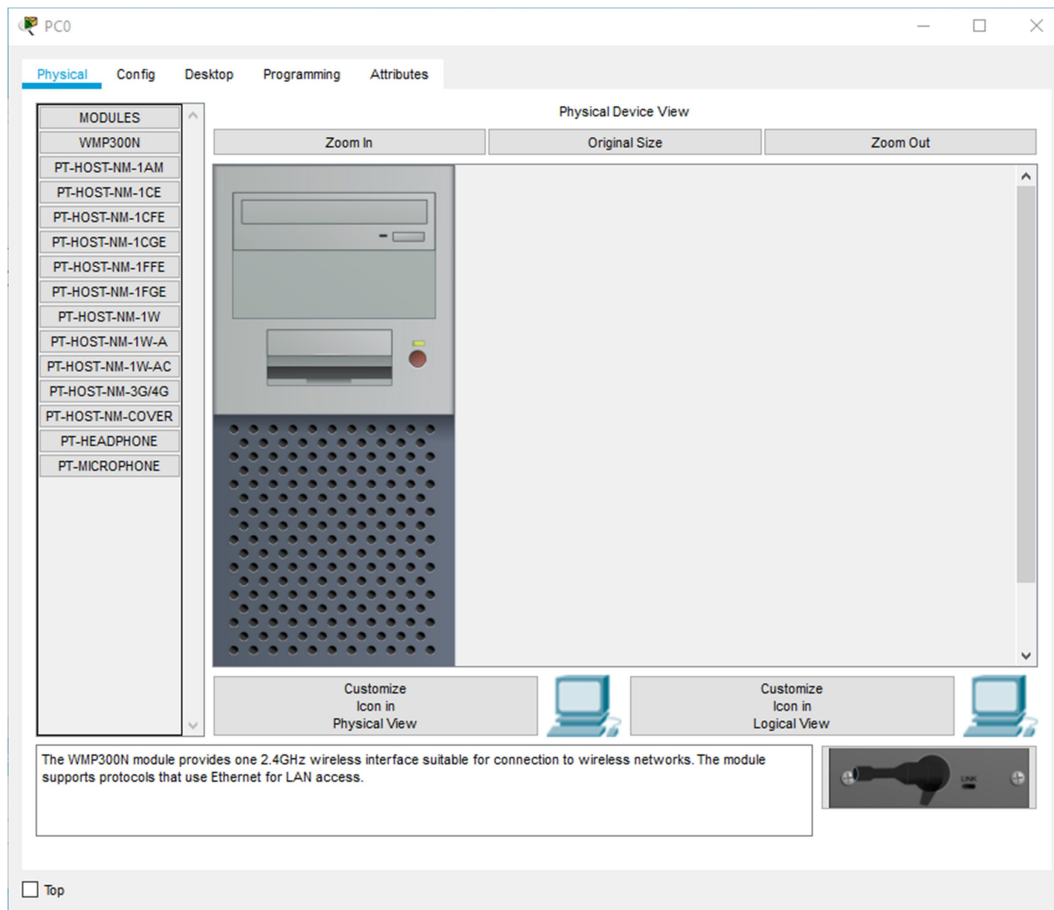 PC0
Physical Config Desktop Programming Attributes
MODULES
WMP300N
PT-HOST-NM-1AM
PT-HOST-NM-1CE
PT-HOST-NM-1CFE
PT-HOST-NM-1CGE
PT-HOST-NM-1FFE
PT-HOST-NM-1FGE
PT-HOST-NM-1W
PT-HOST-NM-1W-A
PT-HOST-NM-1W-AC
PT-HOST-NM-3G/4G
PT-HOST-NM-COVER
PT-HEADPHONE
PT-MICROPHONE
Physical Device View
Zoom In Original Size Zoom Out
Customize
Icon in
Physical View
Customize
Icon in
Logical View
The WMP300N module provides one 2.4GHz wireless interface suitable for connection to wireless networks. The module
supports protocols that use Ethernet for LAN access.
LINK
Top